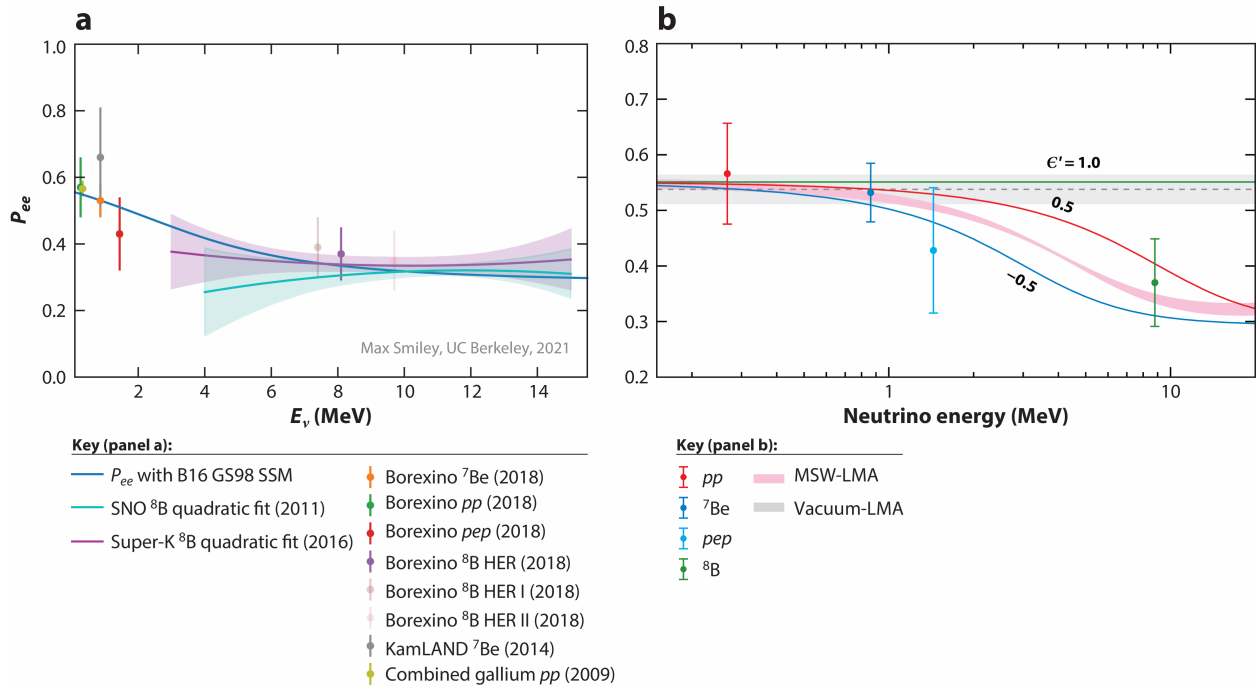 a
b
1.0
0.8
0.6
0.4
0.2
0.0
P_ee
2
4
6
8
10
12
14
E_ν (MeV)
Max Smiley, UC Berkeley, 2021
0.8
0.7
0.6
0.5
0.4
0.3
0.2
1
10
Neutrino energy (MeV)
ϵ′ = 1.0
0.5
−0.5
Key (panel a):
P_ee with B16 GS98 SSM
SNO ⁸B quadratic fit (2011)
Super-K ⁸B quadratic fit (2016)
Borexino ⁷Be (2018)
Borexino pp (2018)
Borexino pep (2018)
Borexino ⁸B HER (2018)
Borexino ⁸B HER I (2018)
Borexino ⁸B HER II (2018)
KamLAND ⁷Be (2014)
Combined gallium pp (2009)
Key (panel b):
pp
⁷Be
pep
⁸B
MSW-LMA
Vacuum-LMA